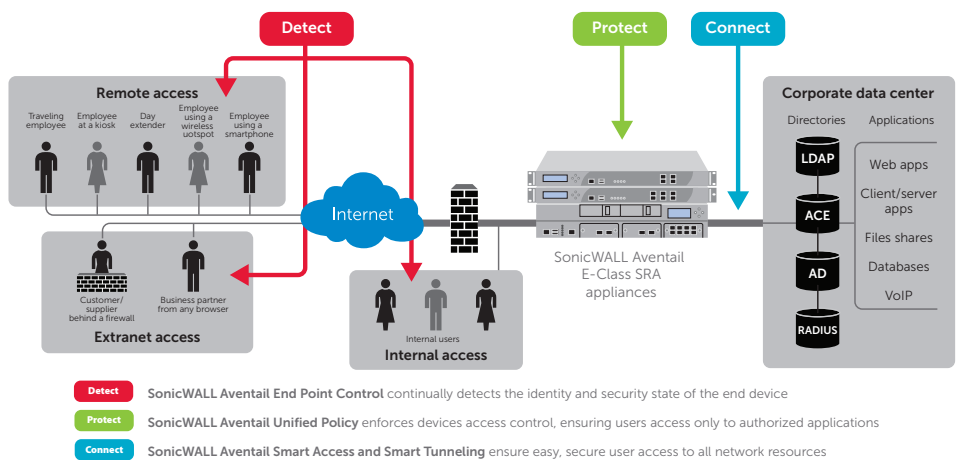 Detect
Protect
Connect
Remote access
Traveling
employee
Employee
at a kiosk
Day
extender
Employee
using a
wireless
uotspot
Employee
using a
smartphone
Internet
Customer/
supplier
behind a firewall
Business partner
from any browser
Extranet access
Internal users
Internal access
SonicWALL Aventail
E-Class SRA
appliances
Corporate data center
Directories
Applications
LDAP
ACE
AD
RADIUS
Web apps
Client/server
apps
Files shares
Databases
VoIP
Detect SonicWALL Aventail End Point Control continually detects the identity and security state of the end device
Protect SonicWALL Aventail Unified Policy enforces devices access control, ensuring users access only to authorized applications
Connect SonicWALL Aventail Smart Access and Smart Tunneling ensure easy, secure user access to all network resources